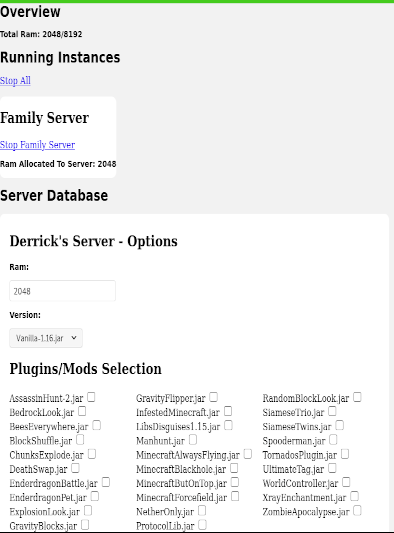 Overview
Total Ram: 2048/8192
Running Instances
Stop All
Family Server
Stop Family Server
Ram Allocated To Server: 2048
Server Database
Derrick's Server - Options
Ram:
2048
Version:
Vanilla-1.16.jar
Plugins/Mods Selection
AssassinHunt-2.jar
BedrockLook.jar
BeesEverywhere.jar
BlockShuffle.jar
ChunksExplode.jar
DeathSwap.jar
EnderdragonBattle.jar
EnderdragonPet.jar
ExplosionLook.jar
GravityBlocks.jar
GravityFlipper.jar
InfestedMinecraft.jar
LibsDisguises1.15.jar
Manhunt.jar
MinecraftAlwaysFlying.jar
MinecraftBlackhole.jar
MinecraftButOnTop.jar
MinecraftForcefield.jar
NetherOnly.jar
ProtocolLib.jar
RandomBlockLook.jar
SiameseTrio.jar
SiameseTwins.jar
Spooderman.jar
TornadosPlugin.jar
UltimateTag.jar
WorldController.jar
XrayEnchantment.jar
ZombieApocalypse.jar